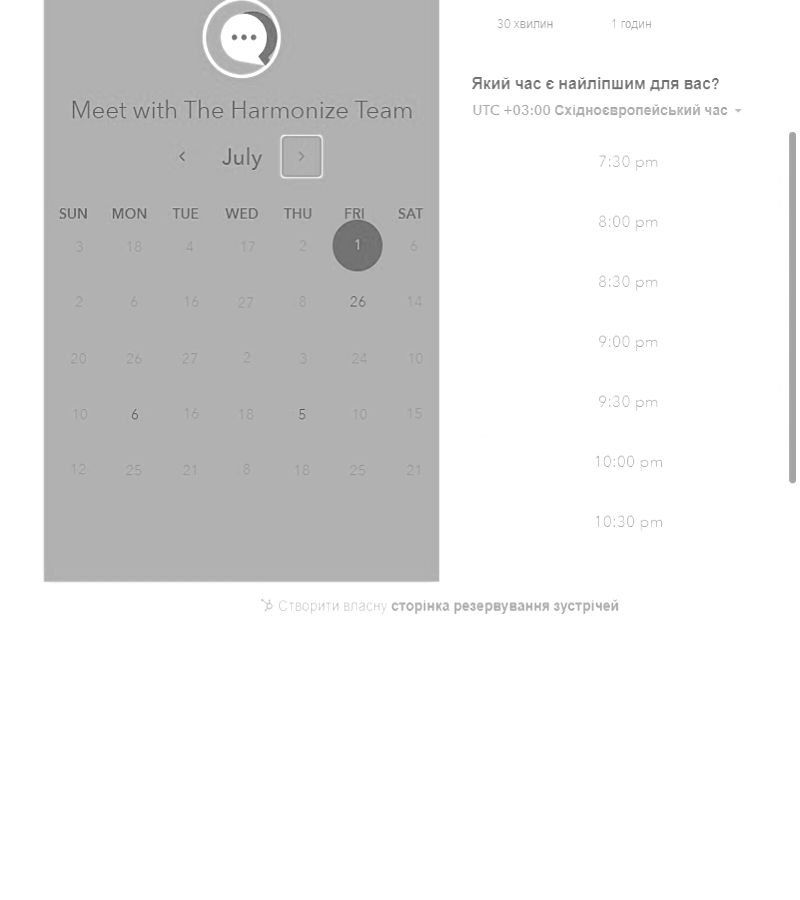 30 хвилин 1 годин
Який час є найліпшим для вас?
UTC +03:00 Східноєвропейський час
Meet with The Harmonize Team
July
SUN MON TUE WED THU FRI SAT
3 18 4 17 2 1 6
2 6 16 27 8 26 14
20 26 27 2 3 24 10
10 6 16 18 5 10 15
12 25 21 8 18 25 21
7:30 pm
8:00 pm
8:30 pm
9:00 pm
9:30 pm
10:00 pm
10:30 pm
Створити власну сторінка резервування зустрічей